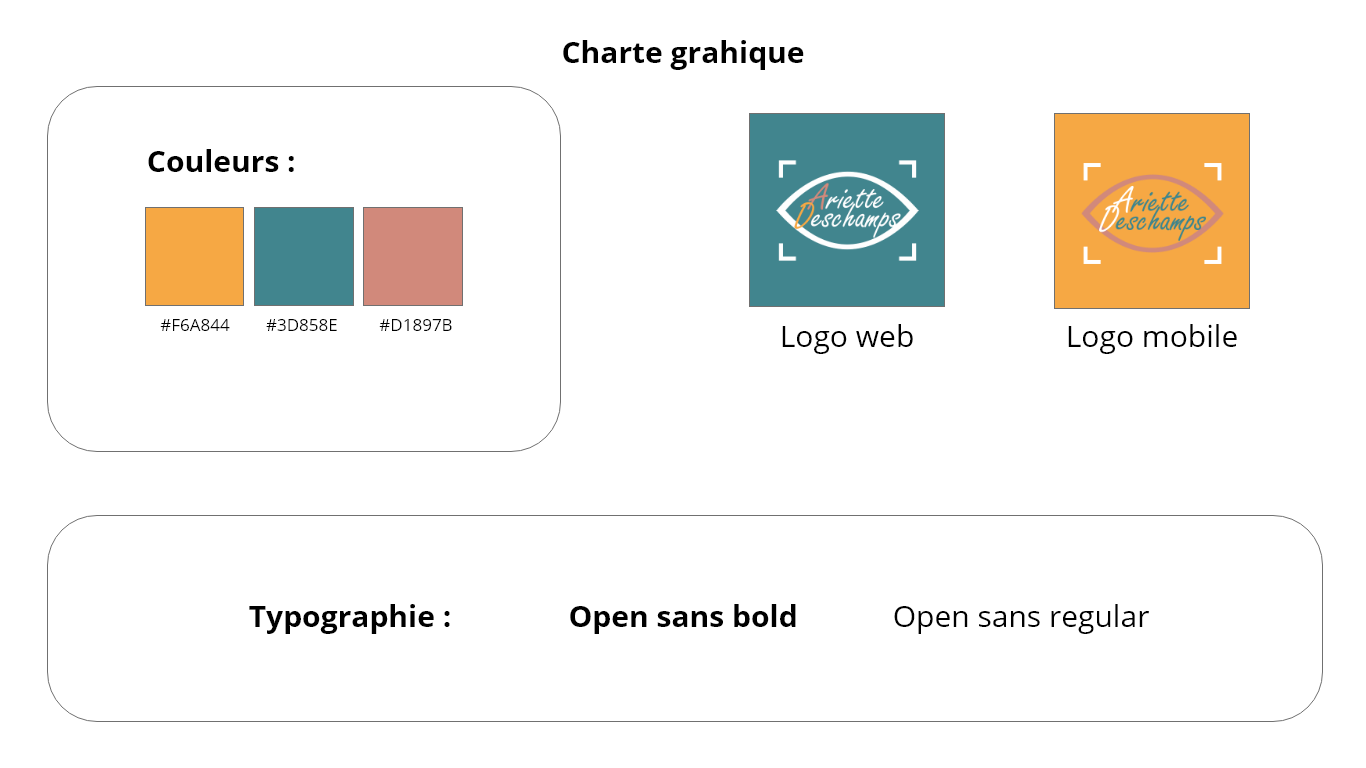 Charte grahique
Couleurs :
#F6A844
#3D858E
#D1897B
Ariette
Deschamps
Logo web
Ariette
Deschamps
Logo mobile
Typographie :
Open sans bold
Open sans regular